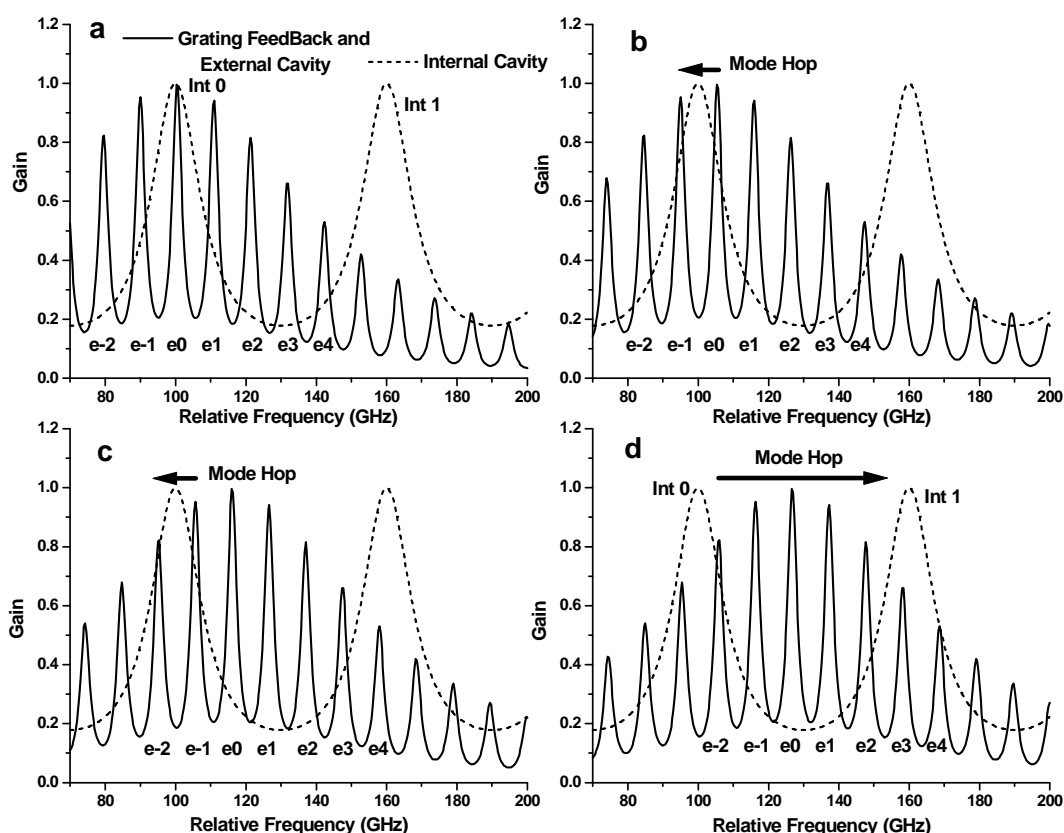 a
Grating FeedBack and
External Cavity
Internal Cavity
Int 0
Int 1
1.2
1.0
0.8
0.6
0.4
0.2
0.0
Gain
e-2 e-1 e0 e1 e2 e3 e4
80 100 120 140 160 180 200
Relative Frequency (GHz)
b
Mode Hop
1.2
1.0
0.8
0.6
0.4
0.2
0.0
Gain
e-2 e-1 e0 e1 e2 e3 e4
80 100 120 140 160 180 200
Relative Frequency (GHz)
c
Mode Hop
1.2
1.0
0.8
0.6
0.4
0.2
0.0
Gain
e-2 e-1 e0 e1 e2 e3 e4
80 100 120 140 160 180 200
Relative Frequency (GHz)
d
Mode Hop
Int 0
Int 1
1.2
1.0
0.8
0.6
0.4
0.2
0.0
Gain
e-2 e-1 e0 e1 e2 e3 e4
80 100 120 140 160 180 200
Relative Frequency (GHz)